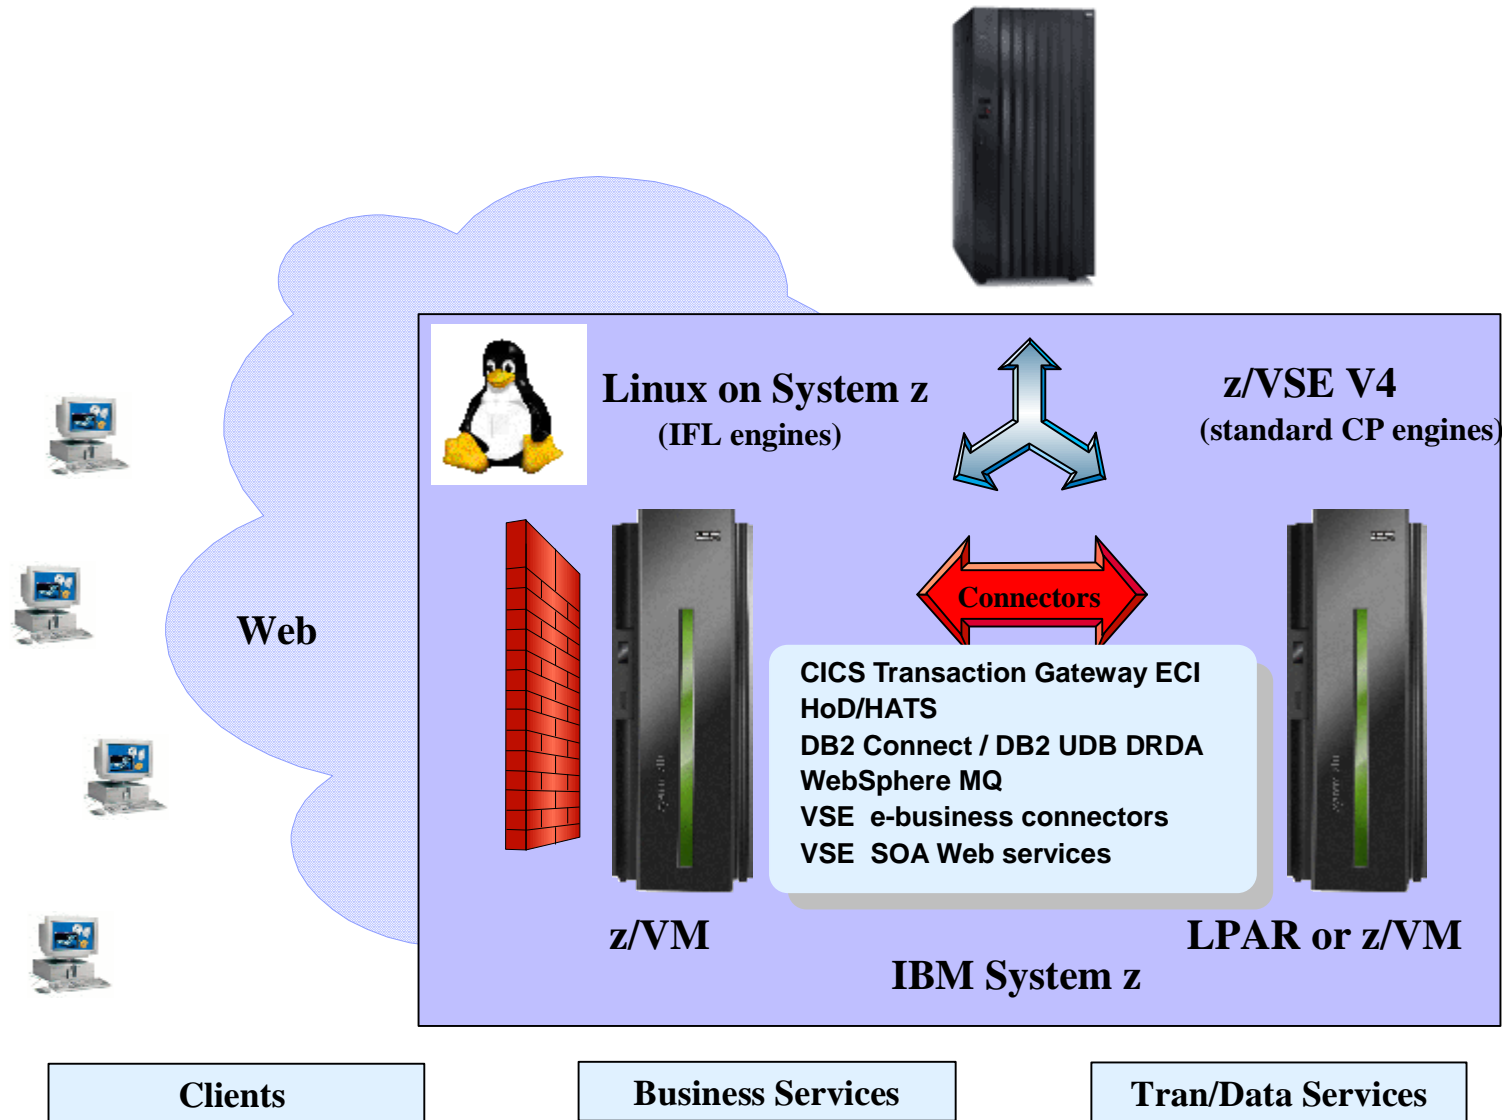 Linux on System z
(IFL engines)
z/VSE V4
(standard CP engines)
Web
Connectors
CICS Transaction Gateway ECI
HoD/HATS
DB2 Connect / DB2 UDB DRDA
WebSphere MQ
VSE e-business connectors
VSE SOA Web services
z/VM
LPAR or z/VM
IBM System z
Clients
Business Services
Tran/Data Services